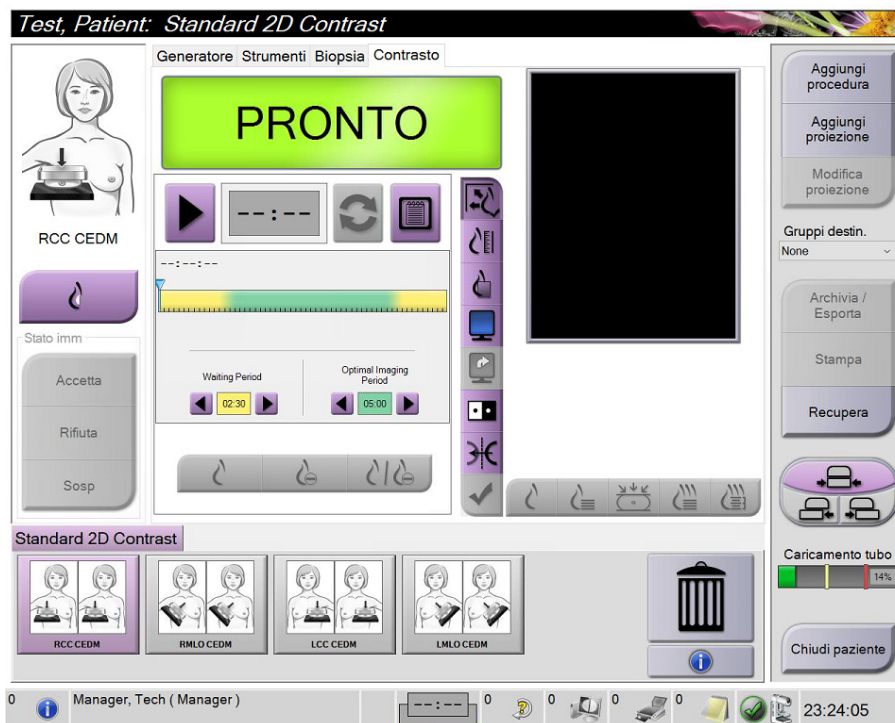 Test, Patient: Standard 2D Contrast
Generatore Strumenti Biopsia Contrasto
PRONTO
RCC CEDM
Stato imm
Accetta
Rifiuta
Sosp
--:--
--:--:--
Waiting Period
02:30
Optimal Imaging
Period
05:00
Aggiungi
procedura
Aggiungi
proiezione
Modifica
proiezione
Gruppi destin.
None
Archivia /
Esporta
Stampa
Recupera
Caricamento tubo
14%
Chiudi paziente
Standard 2D Contrast
RCC CEDM
RMLO CEDM
LCC CEDM
LMLO CEDM
0 Manager, Tech ( Manager ) --:-- 0 0 0 0 23:24:05